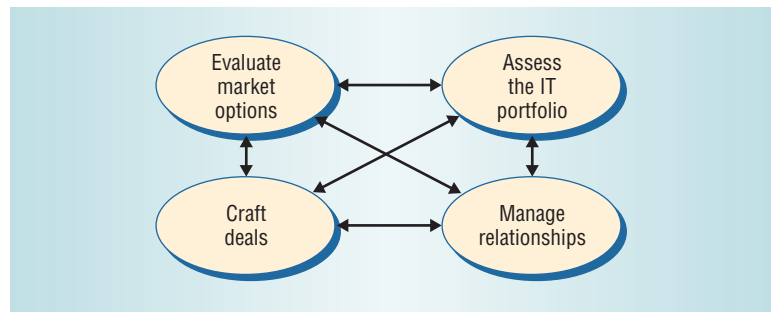 Evaluate
market
options
Assess
the IT
portfolio
Craft
deals
Manage
relationships